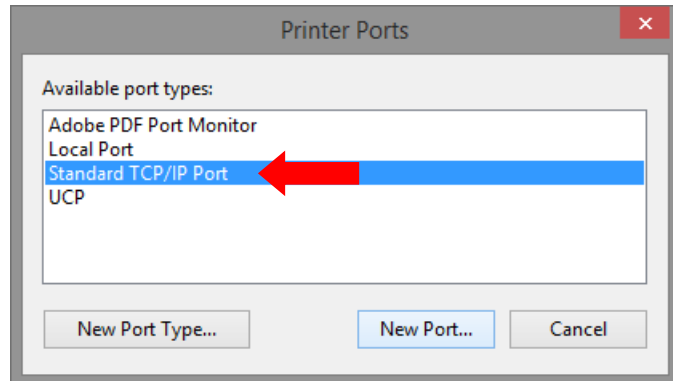 Printer Ports
Available port types:
Adobe PDF Port Monitor
Local Port
Standard TCP/IP Port
UCP
New Port Type...
New Port...
Cancel